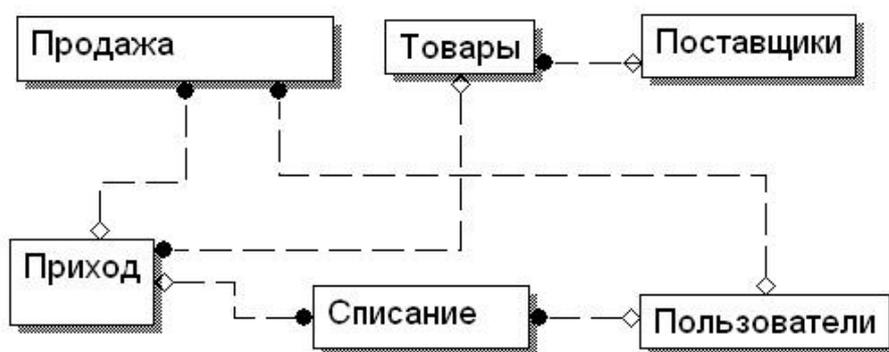 Продажа
Товары
Поставщики
Приход
Списание
Пользователи